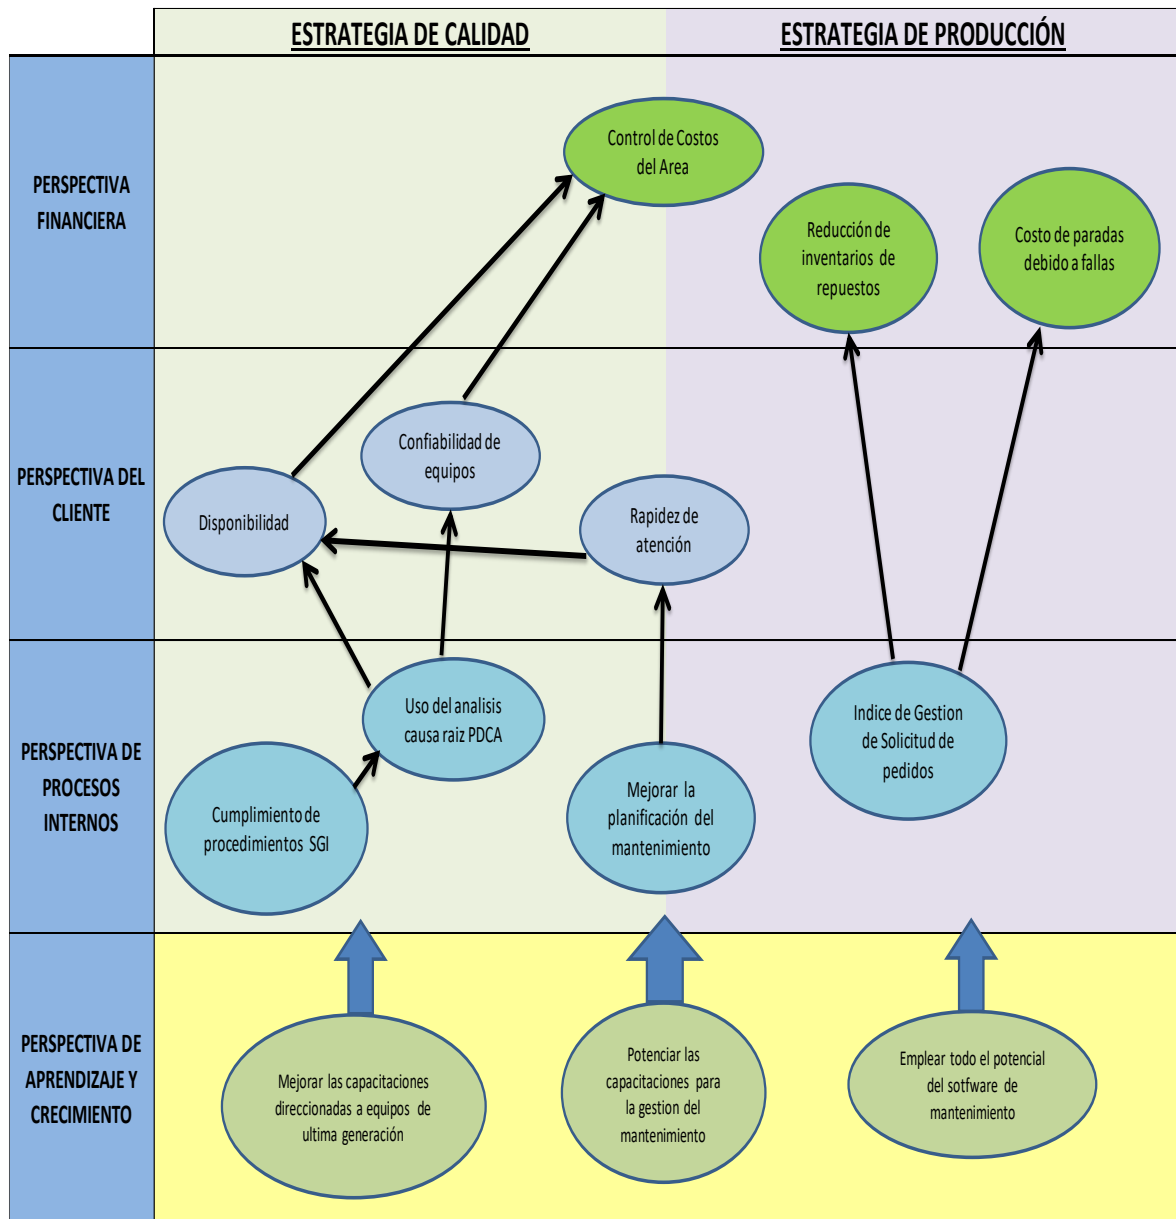 ESTRATEGIA DE CALIDAD
ESTRATEGIA DE PRODUCCIÓN
PERSPECTIVA
FINANCIERA
Control de Costos
del Area
Reducción de
inventarios de
repuestos
Costo de paradas
debido a fallas
PERSPECTIVA DEL
CLIENTE
Disponibilidad
Confiabilidad de
equipos
Rapidez de
atención
PERSPECTIVA DE
PROCESOS
INTERNOS
Cumplimiento de
procedimientos SGI
Uso del analisis
causa raiz PDCA
Mejorar la
planificación del
mantenimiento
Indice de Gestion
de Solicitud de
pedidos
PERSPECTIVA DE
APRENDIZAJE Y
CRECIMIENTO
Mejorar las capacitaciones
direccionadas a equipos de
ultima generación
Potenciar las
capacitaciones para
la gestion del
mantenimiento
Emplear todo el potencial
del sotfware de
mantenimiento